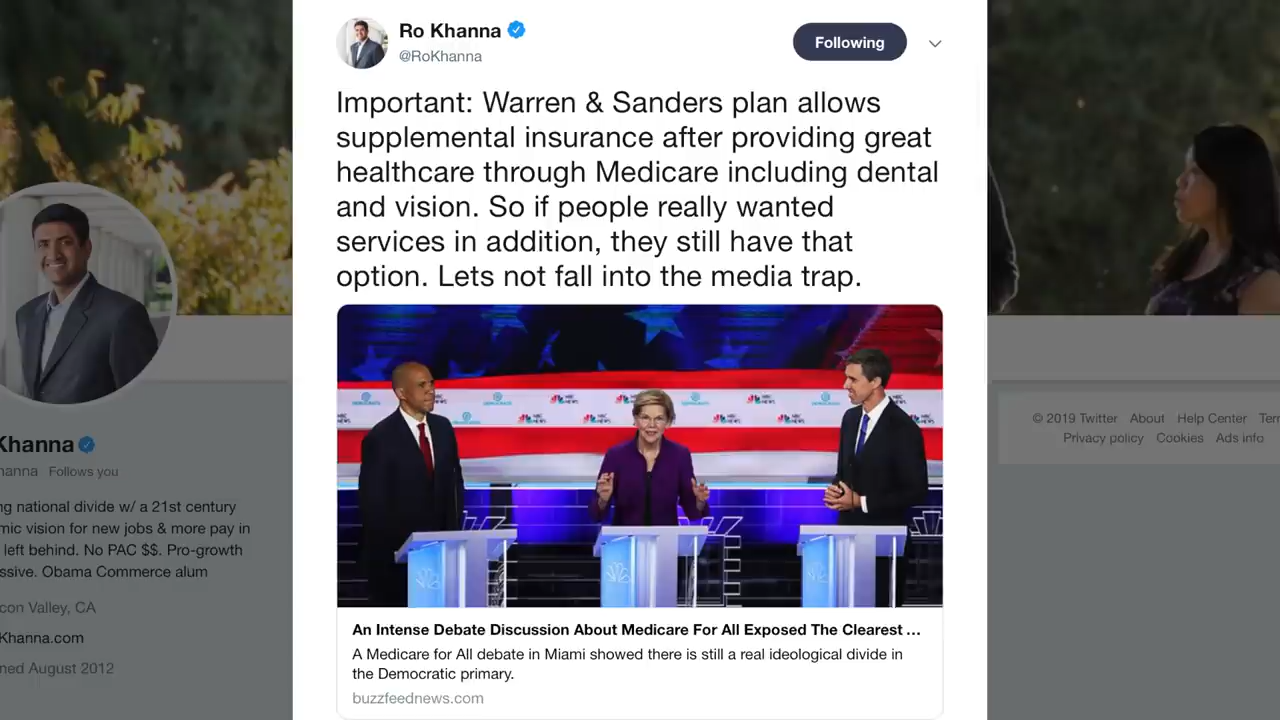 Ro Khanna
@RoKhanna
Following
Important: Warren & Sanders plan allows
supplemental insurance after providing great
healthcare through Medicare including dental
and vision. So if people really wanted
services in addition, they still have that
option. Lets not fall into the media trap.
An Intense Debate Discussion About Medicare For All Exposed The Clearest ...
A Medicare for All debate in Miami showed there is still a real ideological divide in
the Democratic primary.
buzzfeednews.com
Khanna
hanna Follows you
ng national divide w/ a 21st century
mic vision for new jobs & more pay in
left behind. No PAC $$. Pro-growth
ssive. Obama Commerce alum
con Valley, CA
Khanna.com
ned August 2012
© 2019 Twitter About Help Center Ter
Privacy policy Cookies Ads info